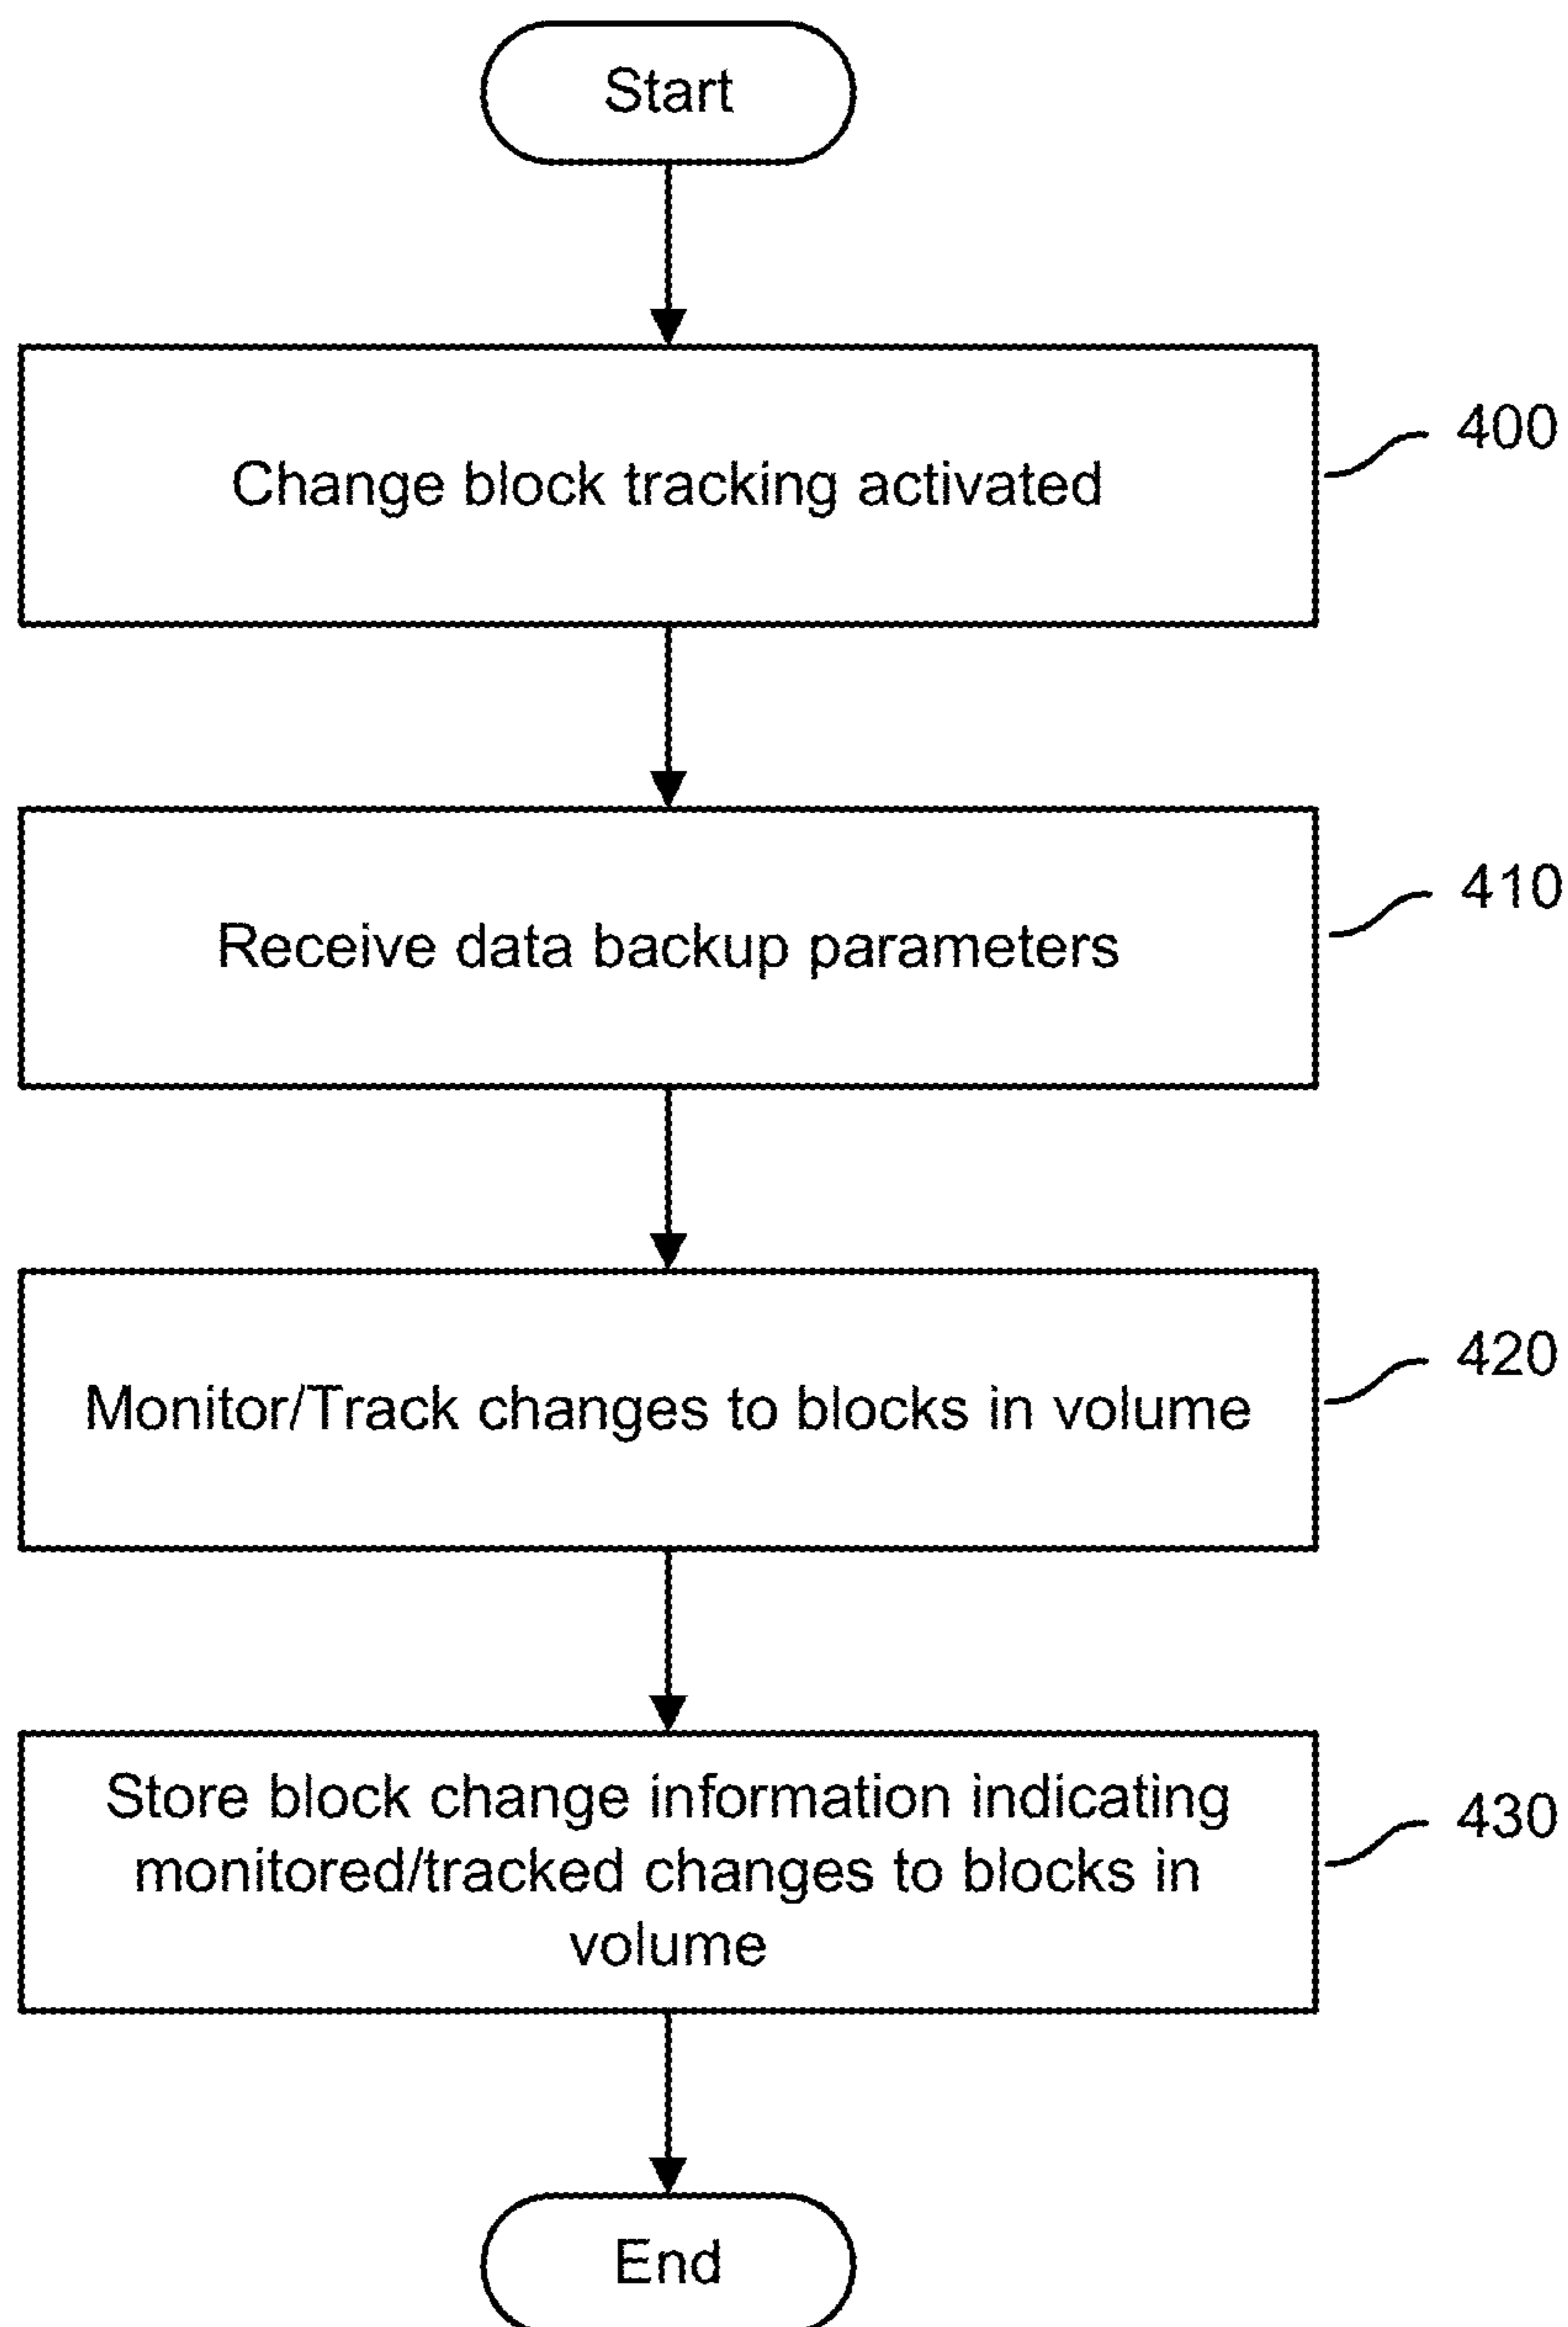 Start
Change block tracking activated
400
Receive data backup parameters
410
Monitor/Track changes to blocks in volume
420
Store block change information indicating
monitored/tracked changes to blocks in
volume
430
End